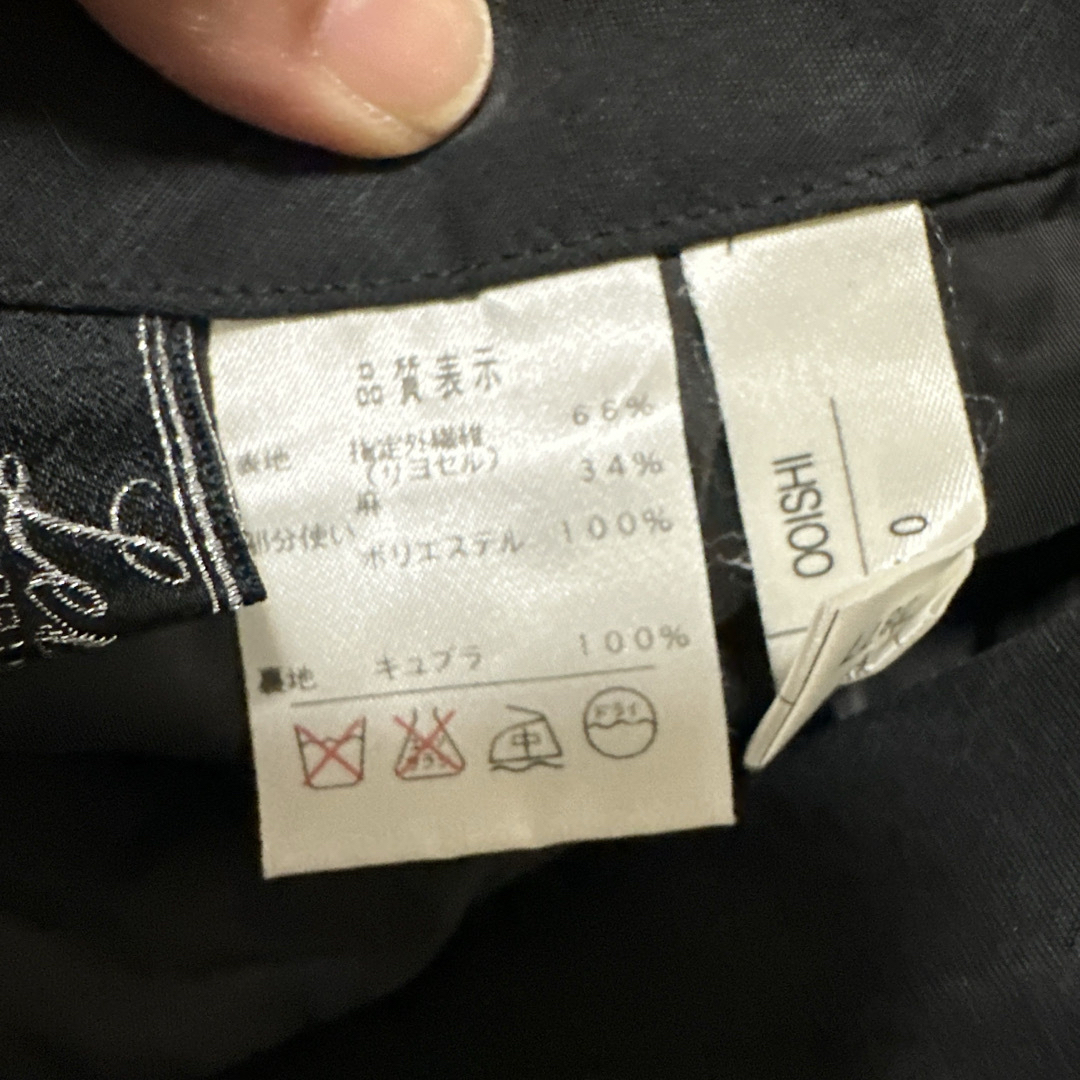 品質表示
表地 指定外繊維 66%
(リヨセル)
麻 34%
部分使い ポリエステル 100%
裏地 キュプラ 100%
中
ドライ
OOISHI
0